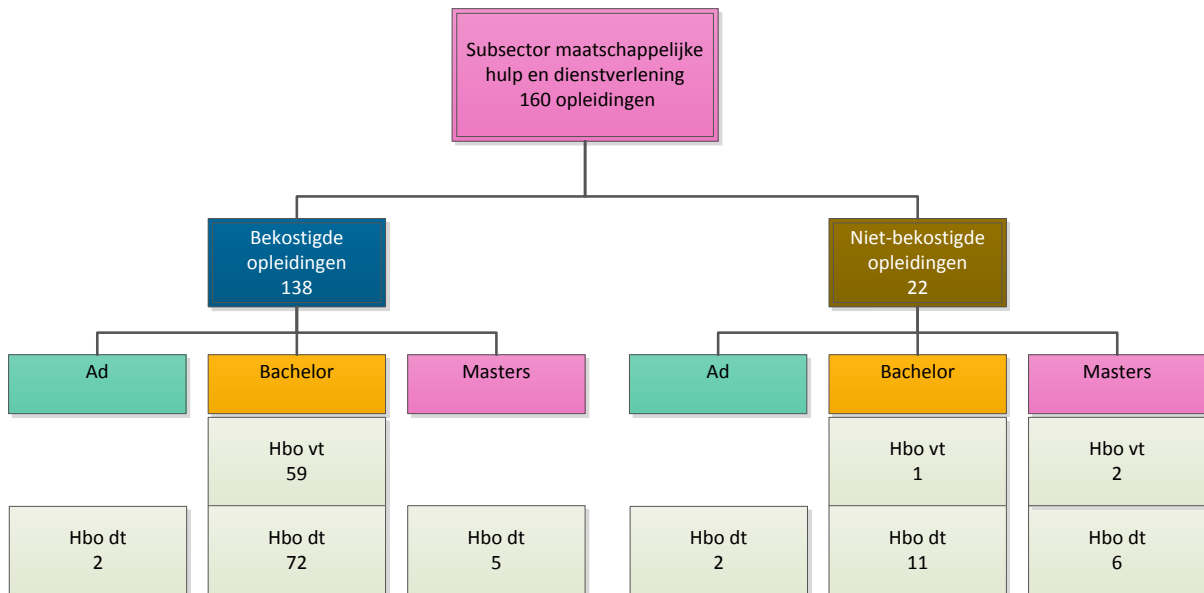 Subsector maatschappelijke
hulp en dienstverlening
160 opleidingen
Bekostigde
opleidingen
138
Niet-bekostigde
opleidingen
22
Ad
Bachelor
Masters
Ad
Bachelor
Masters
Hbo vt
59
Hbo vt
1
Hbo vt
2
Hbo dt
2
Hbo dt
72
Hbo dt
5
Hbo dt
2
Hbo dt
11
Hbo dt
6